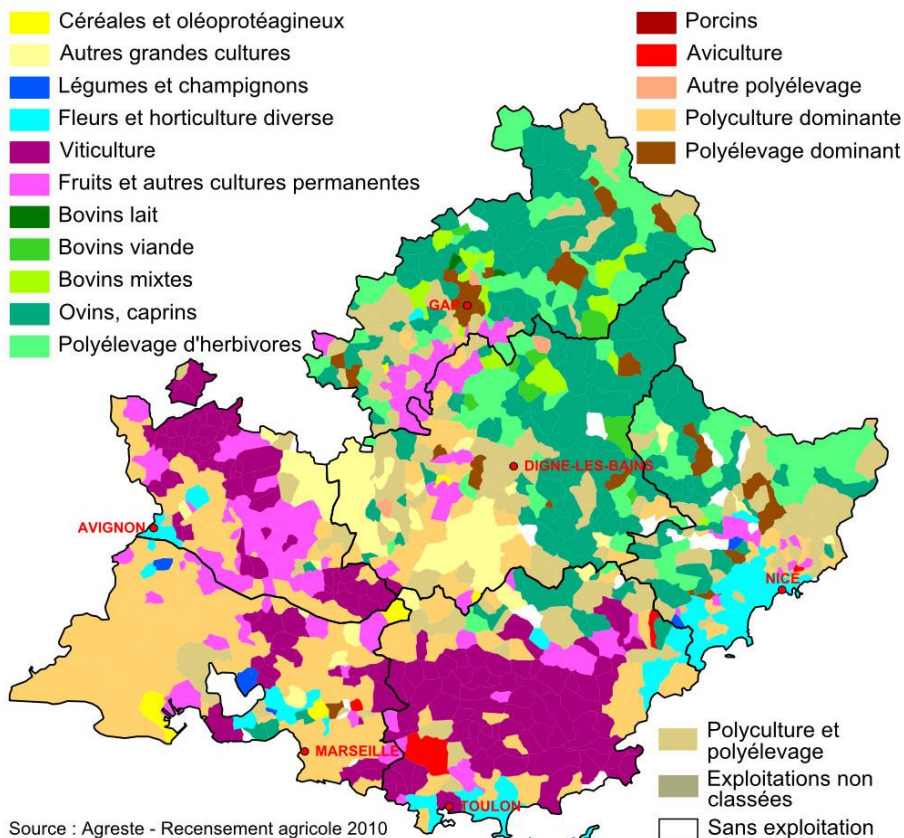 Céréales et oléoprotéagineux
Autres grandes cultures
Légumes et champignons
Fleurs et horticulture diverse
Viticulture
Fruits et autres cultures permanentes
Bovins lait
Bovins viande
Bovins mixtes
Ovins, caprins
Polyélevage d'herbivores
Porcins
Aviculture
Autre polyélevage
Polyculture dominante
Polyélevage dominant
GAP
DIGNE-LES-BAINS
AVIGNON
NICE
MARSEILLE
TOULON
Polyculture et
polyélevage
Exploitations non
classées
Sans exploitation
Source : Agreste - Recensement agricole 2010